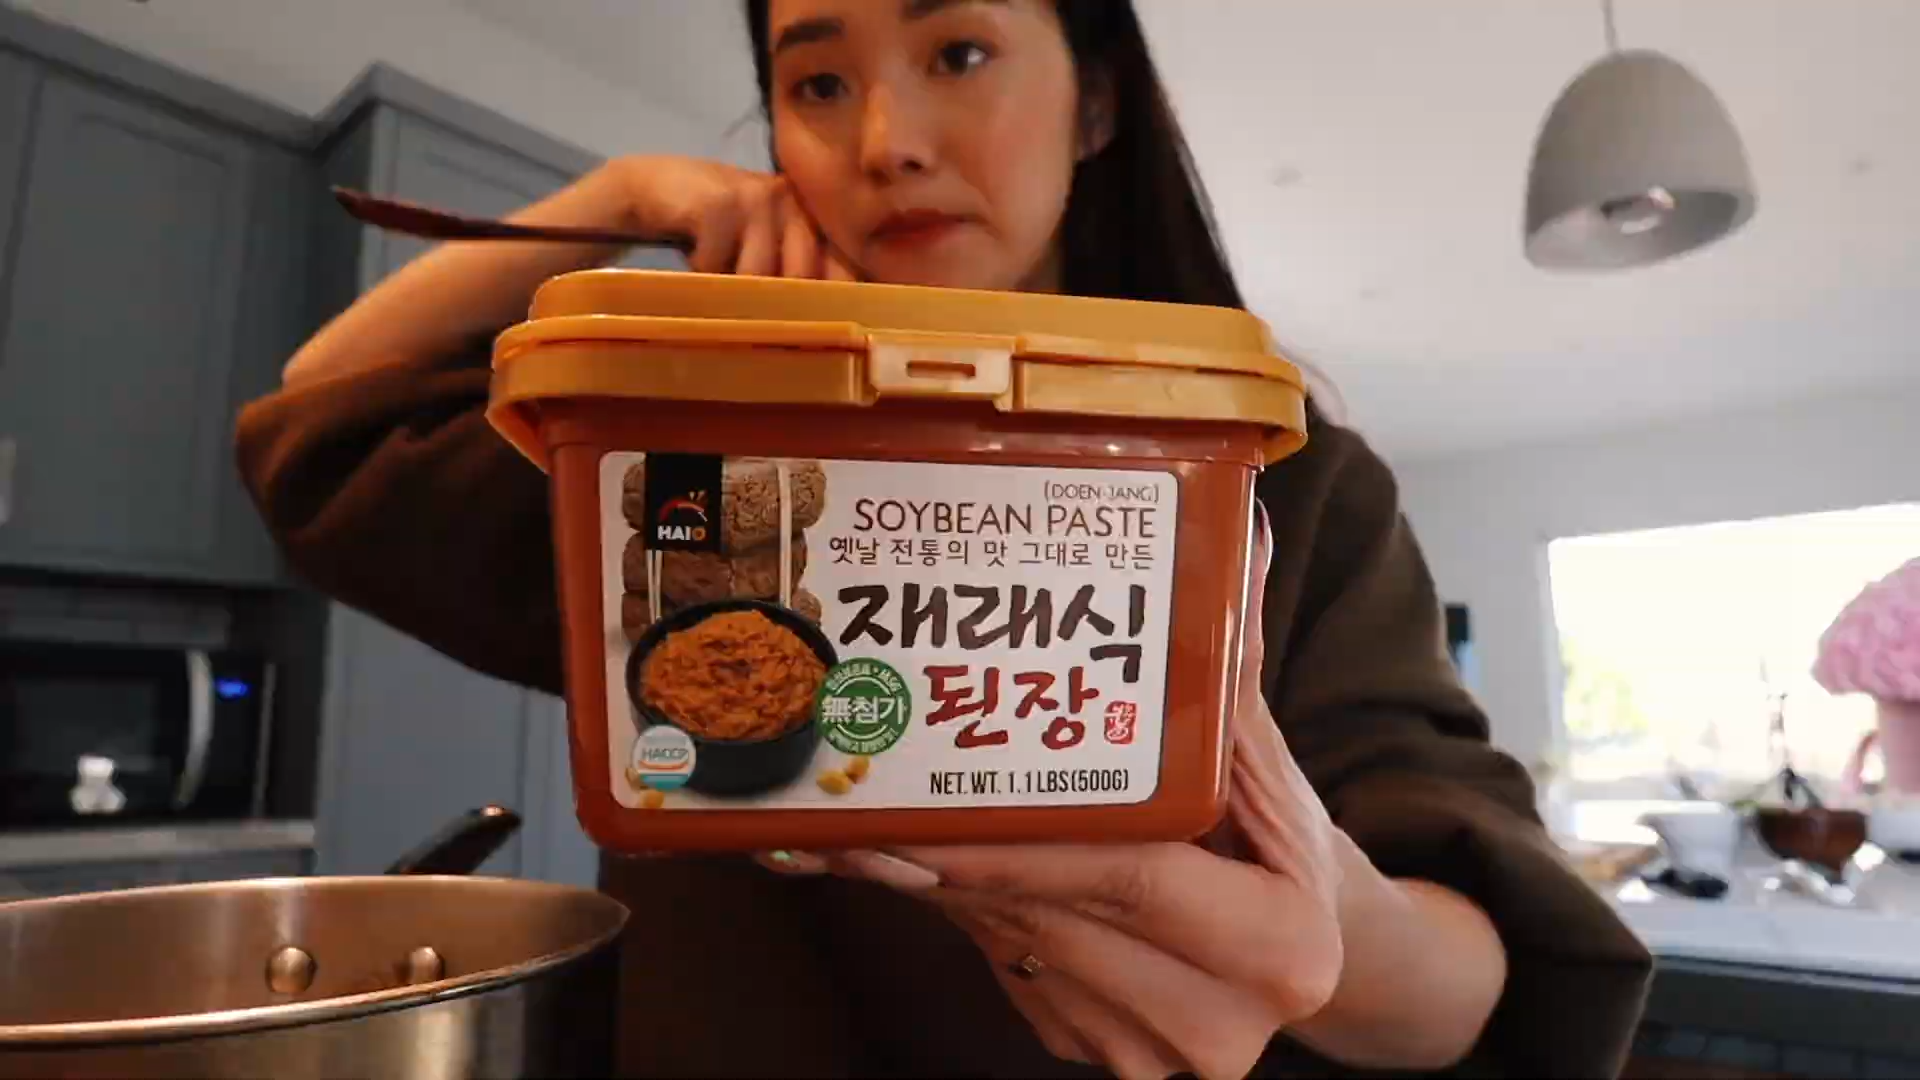 HAIO
(DOEN-JANG)
SOYBEAN PASTE
옛날 전통의 맛 그대로 만든
재래식
된장
無첨가
HACCP
NET. WT. 1.1 LBS(500G)